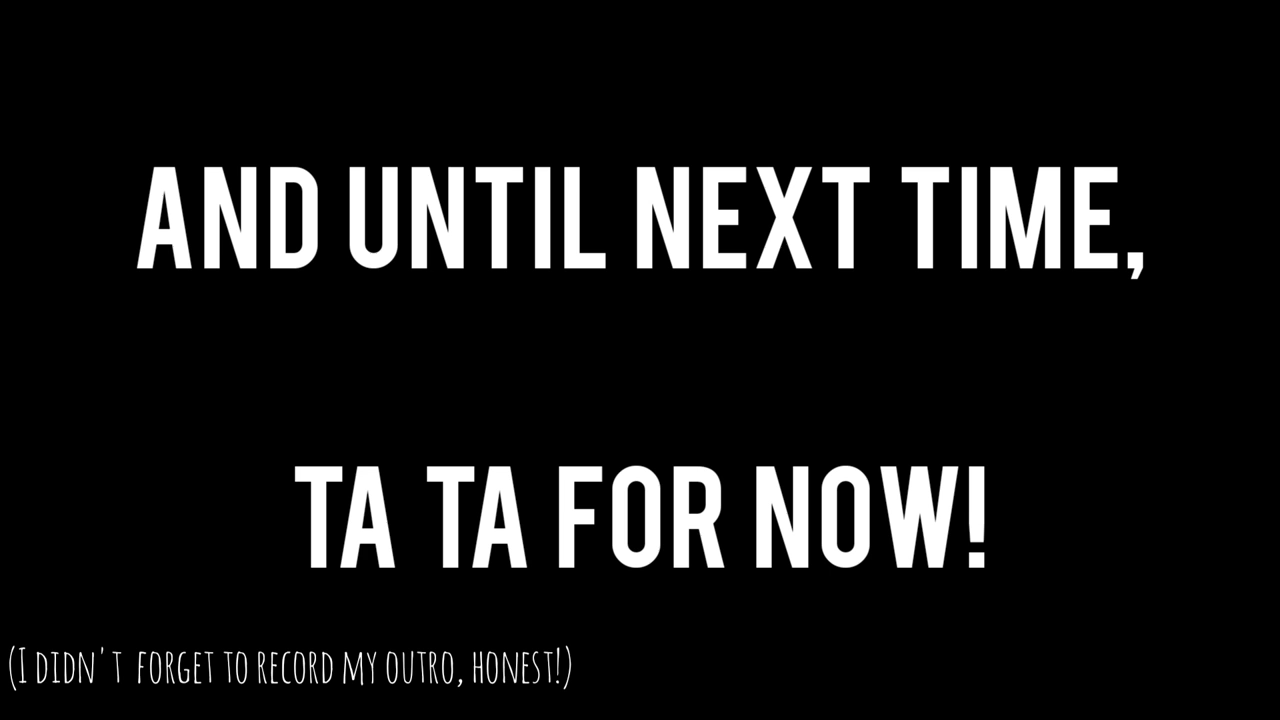 AND UNTIL NEXT TIME,
TA TA FOR NOW!
(I DIDN'T FORGET TO RECORD MY OUTRO, HONEST!)